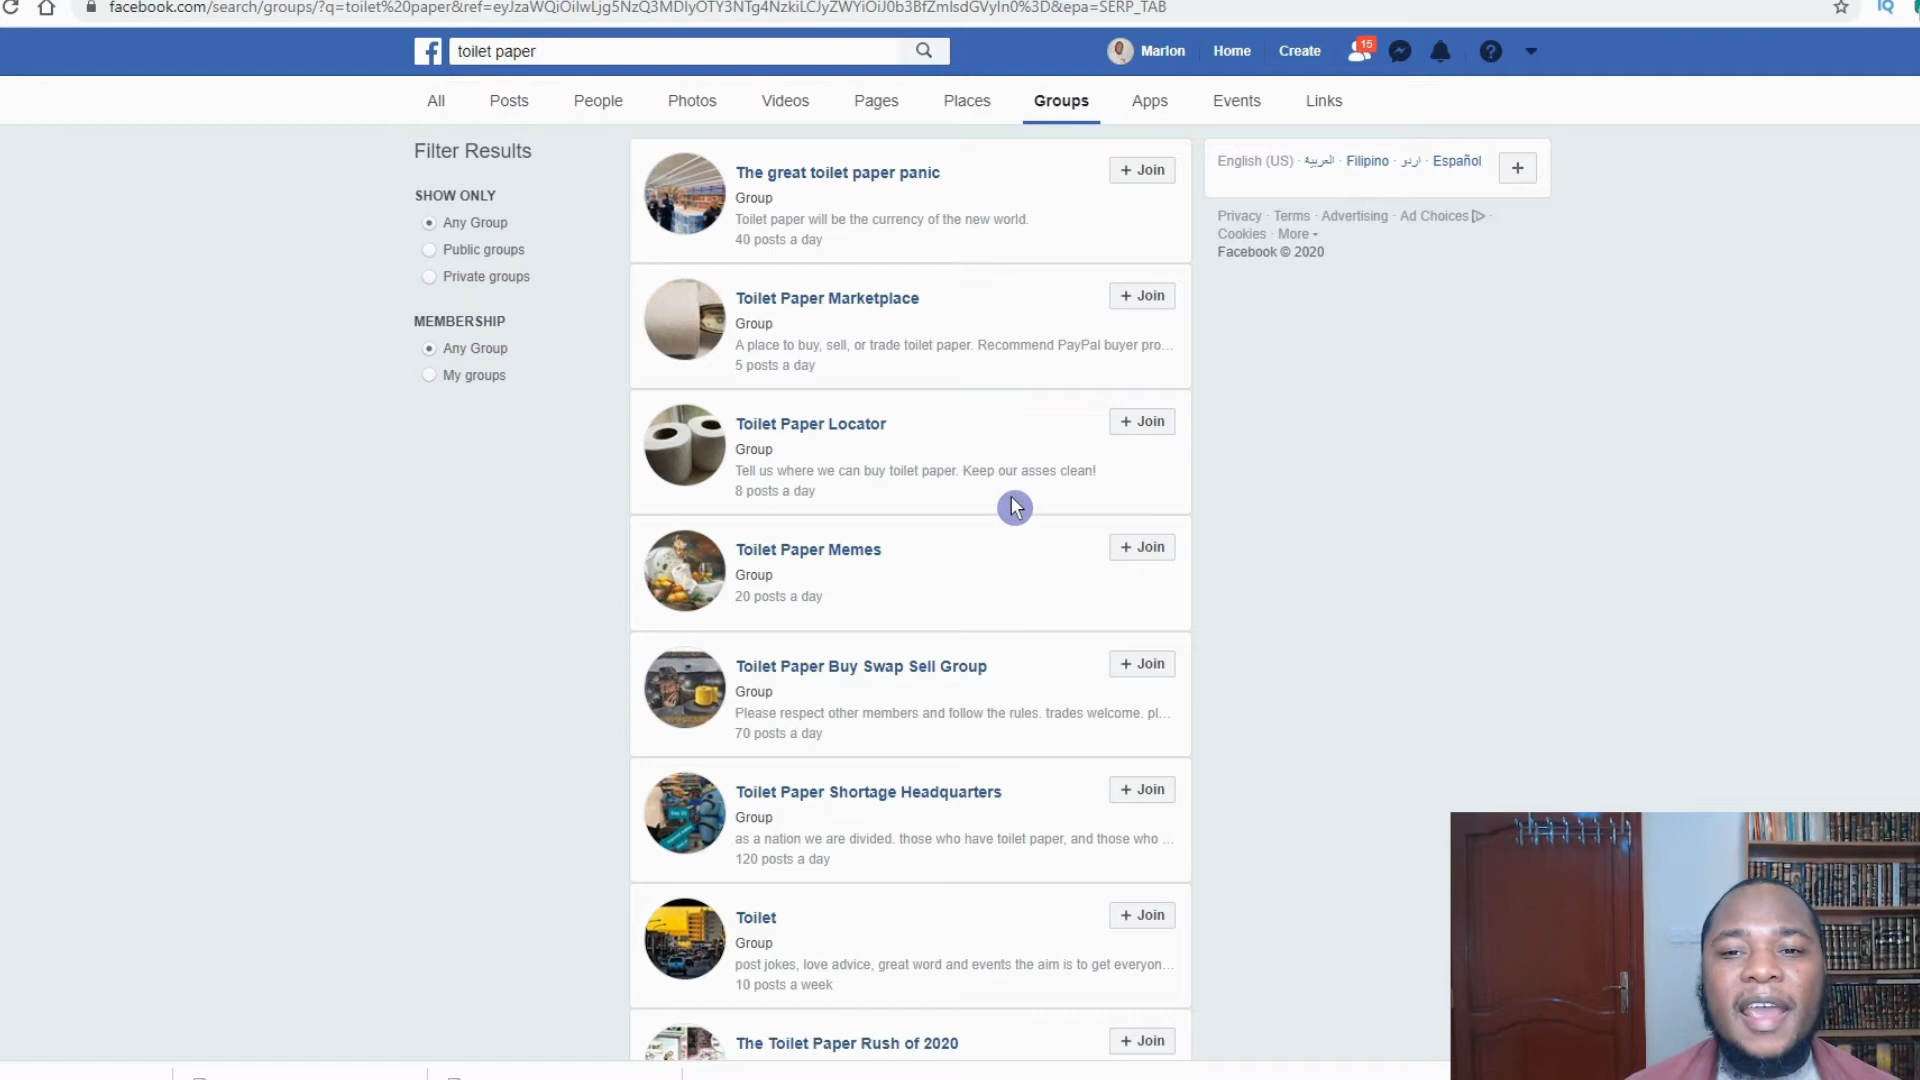 facebook.com/search/groups/?q=toilet%20paper&ref=eyJzaWQiOiIwLjg5NzQ3MDIyOTY3NTg4NzkiLCJyZWYiOiJ0b3BfZmlsdGVyIn0%3D&epa=SERP_TAB
IQ
toilet paper
Marlon Home Create 15
All Posts People Photos Videos Pages Places Groups Apps Events Links
Filter Results
SHOW ONLY
Any Group
Public groups
Private groups
MEMBERSHIP
Any Group
My groups
The great toilet paper panic
+ Join
Group
Toilet paper will be the currency of the new world.
40 posts a day
Toilet Paper Marketplace
+ Join
Group
A place to buy, sell, or trade toilet paper. Recommend PayPal buyer pro...
5 posts a day
Toilet Paper Locator
+ Join
Group
Tell us where we can buy toilet paper. Keep our asses clean!
8 posts a day
Toilet Paper Memes
+ Join
Group
20 posts a day
Toilet Paper Buy Swap Sell Group
+ Join
Group
Please respect other members and follow the rules. trades welcome. pl...
70 posts a day
Toilet Paper Shortage Headquarters
+ Join
Group
as a nation we are divided. those who have toilet paper, and those who ...
120 posts a day
Toilet
+ Join
Group
post jokes, love advice, great word and events the aim is to get everyon...
10 posts a week
The Toilet Paper Rush of 2020
+ Join
English (US) · العربية · Filipino · اردو · Español
+
Privacy · Terms · Advertising · Ad Choices ·
Cookies · More
Facebook © 2020